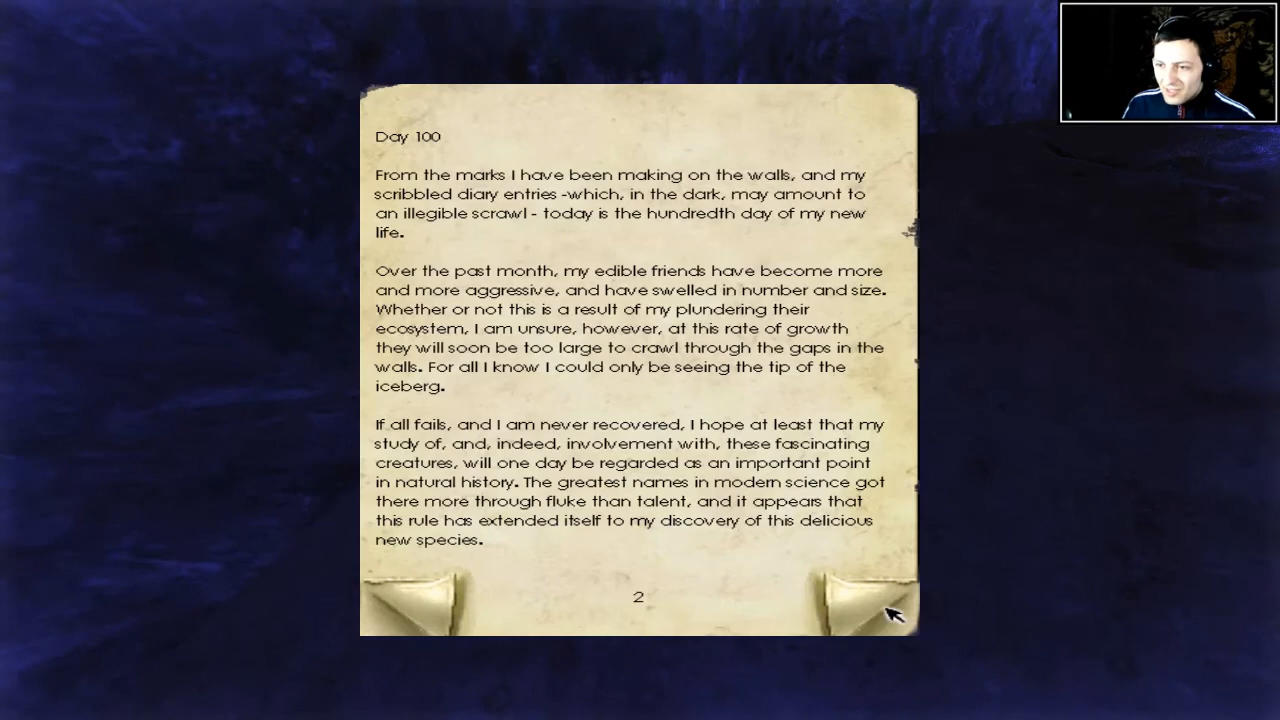 Day 100
From the marks I have been making on the walls, and my
scribbled diary entries -which, in the dark, may amount to
an illegible scrawl - today is the hundredth day of my new
life.
Over the past month, my edible friends have become more
and more aggressive, and have swelled in number and size.
Whether or not this is a result of my plundering their
ecosystem, I am unsure, however, at this rate of growth
they will soon be too large to crawl through the gaps in the
walls. For all I know I could only be seeing the tip of the
iceberg.
If all fails, and I am never recovered, I hope at least that my
study of, and, indeed, involvement with, these fascinating
creatures, will one day be regarded as an important point
in natural history. The greatest names in modern science got
there more through fluke than talent, and it appears that
this rule has extended itself to my discovery of this delicious
new species.
2